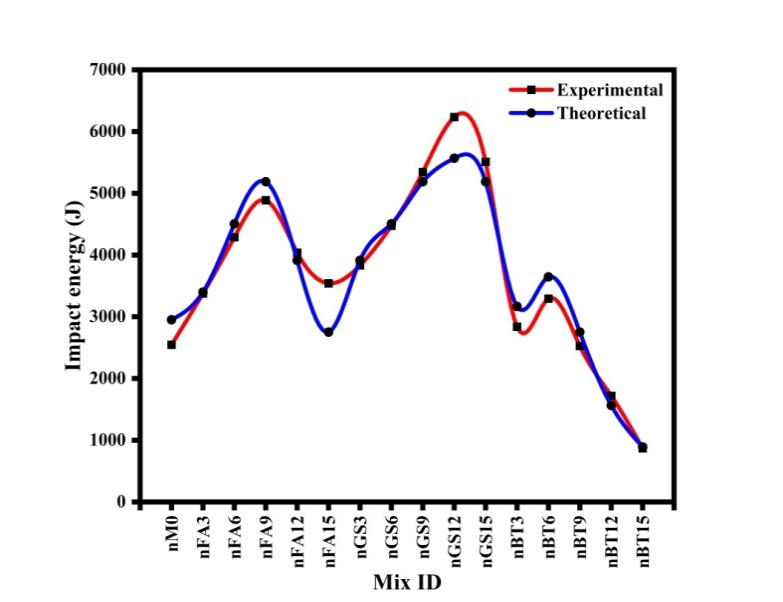 7000
6000
5000
4000
3000
2000
1000
0
Impact energy (J)
Experimental
Theoretical
nM0
nFA3
nFA6
nFA9
nFA12
nFA15
nGS3
nGS6
nGS9
nGS12
nGS15
nBT3
nBT6
nBT9
nBT12
nBT15
Mix ID